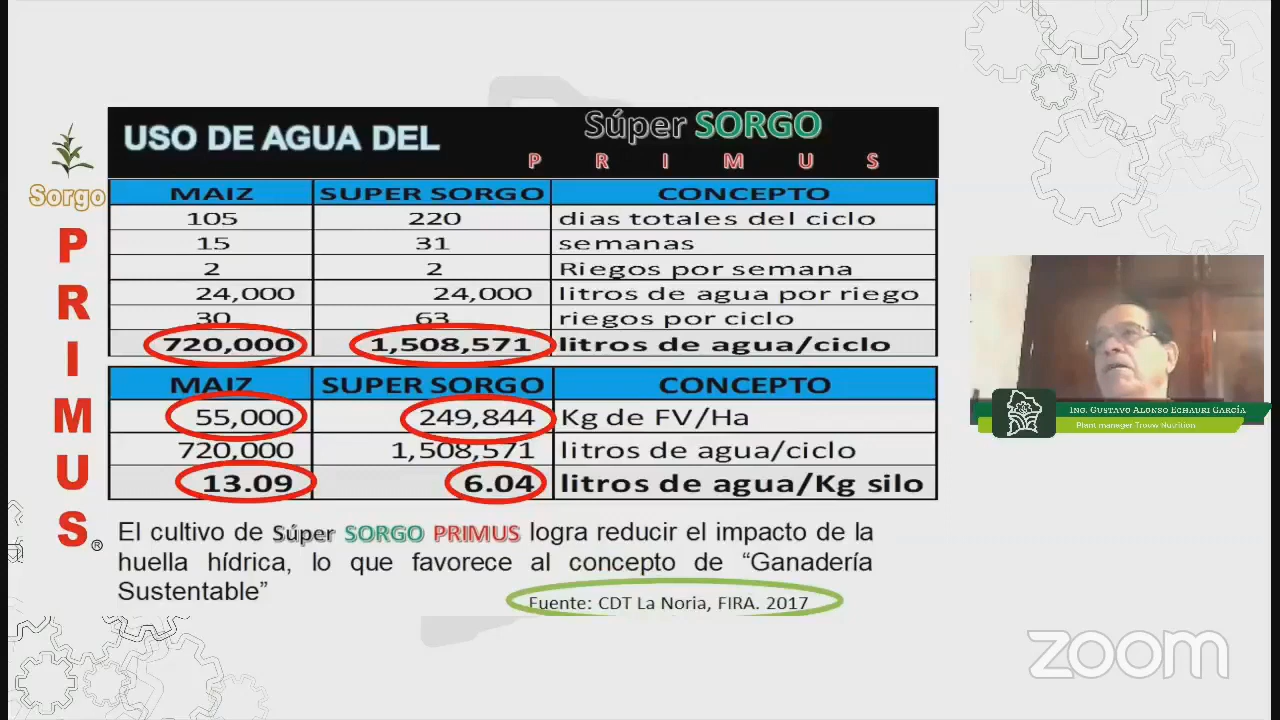 USO DE AGUA DEL Súper SORGO
PRIMUS
Sorgo
PRIMUS®
MAIZ SUPER SORGO CONCEPTO
105 220 dias totales del ciclo
15 31 semanas
2 2 Riegos por semana
24,000 24,000 litros de agua por riego
30 63 riegos por ciclo
720,000 1,508,571 litros de agua/ciclo
MAIZ SUPER SORGO CONCEPTO
55,000 249,844 Kg de FV/Ha
720,000 1,508,571 litros de agua/ciclo
13.09 6.04 litros de agua/Kg silo
El cultivo de Súper SORGO PRIMUS logra reducir el impacto de la
huella hídrica, lo que favorece al concepto de “Ganadería
Sustentable”
Fuente: CDT La Noria, FIRA. 2017
Ing. Gustavo Alonso Echauri García
Plant manager Trouw Nutrition
zoom